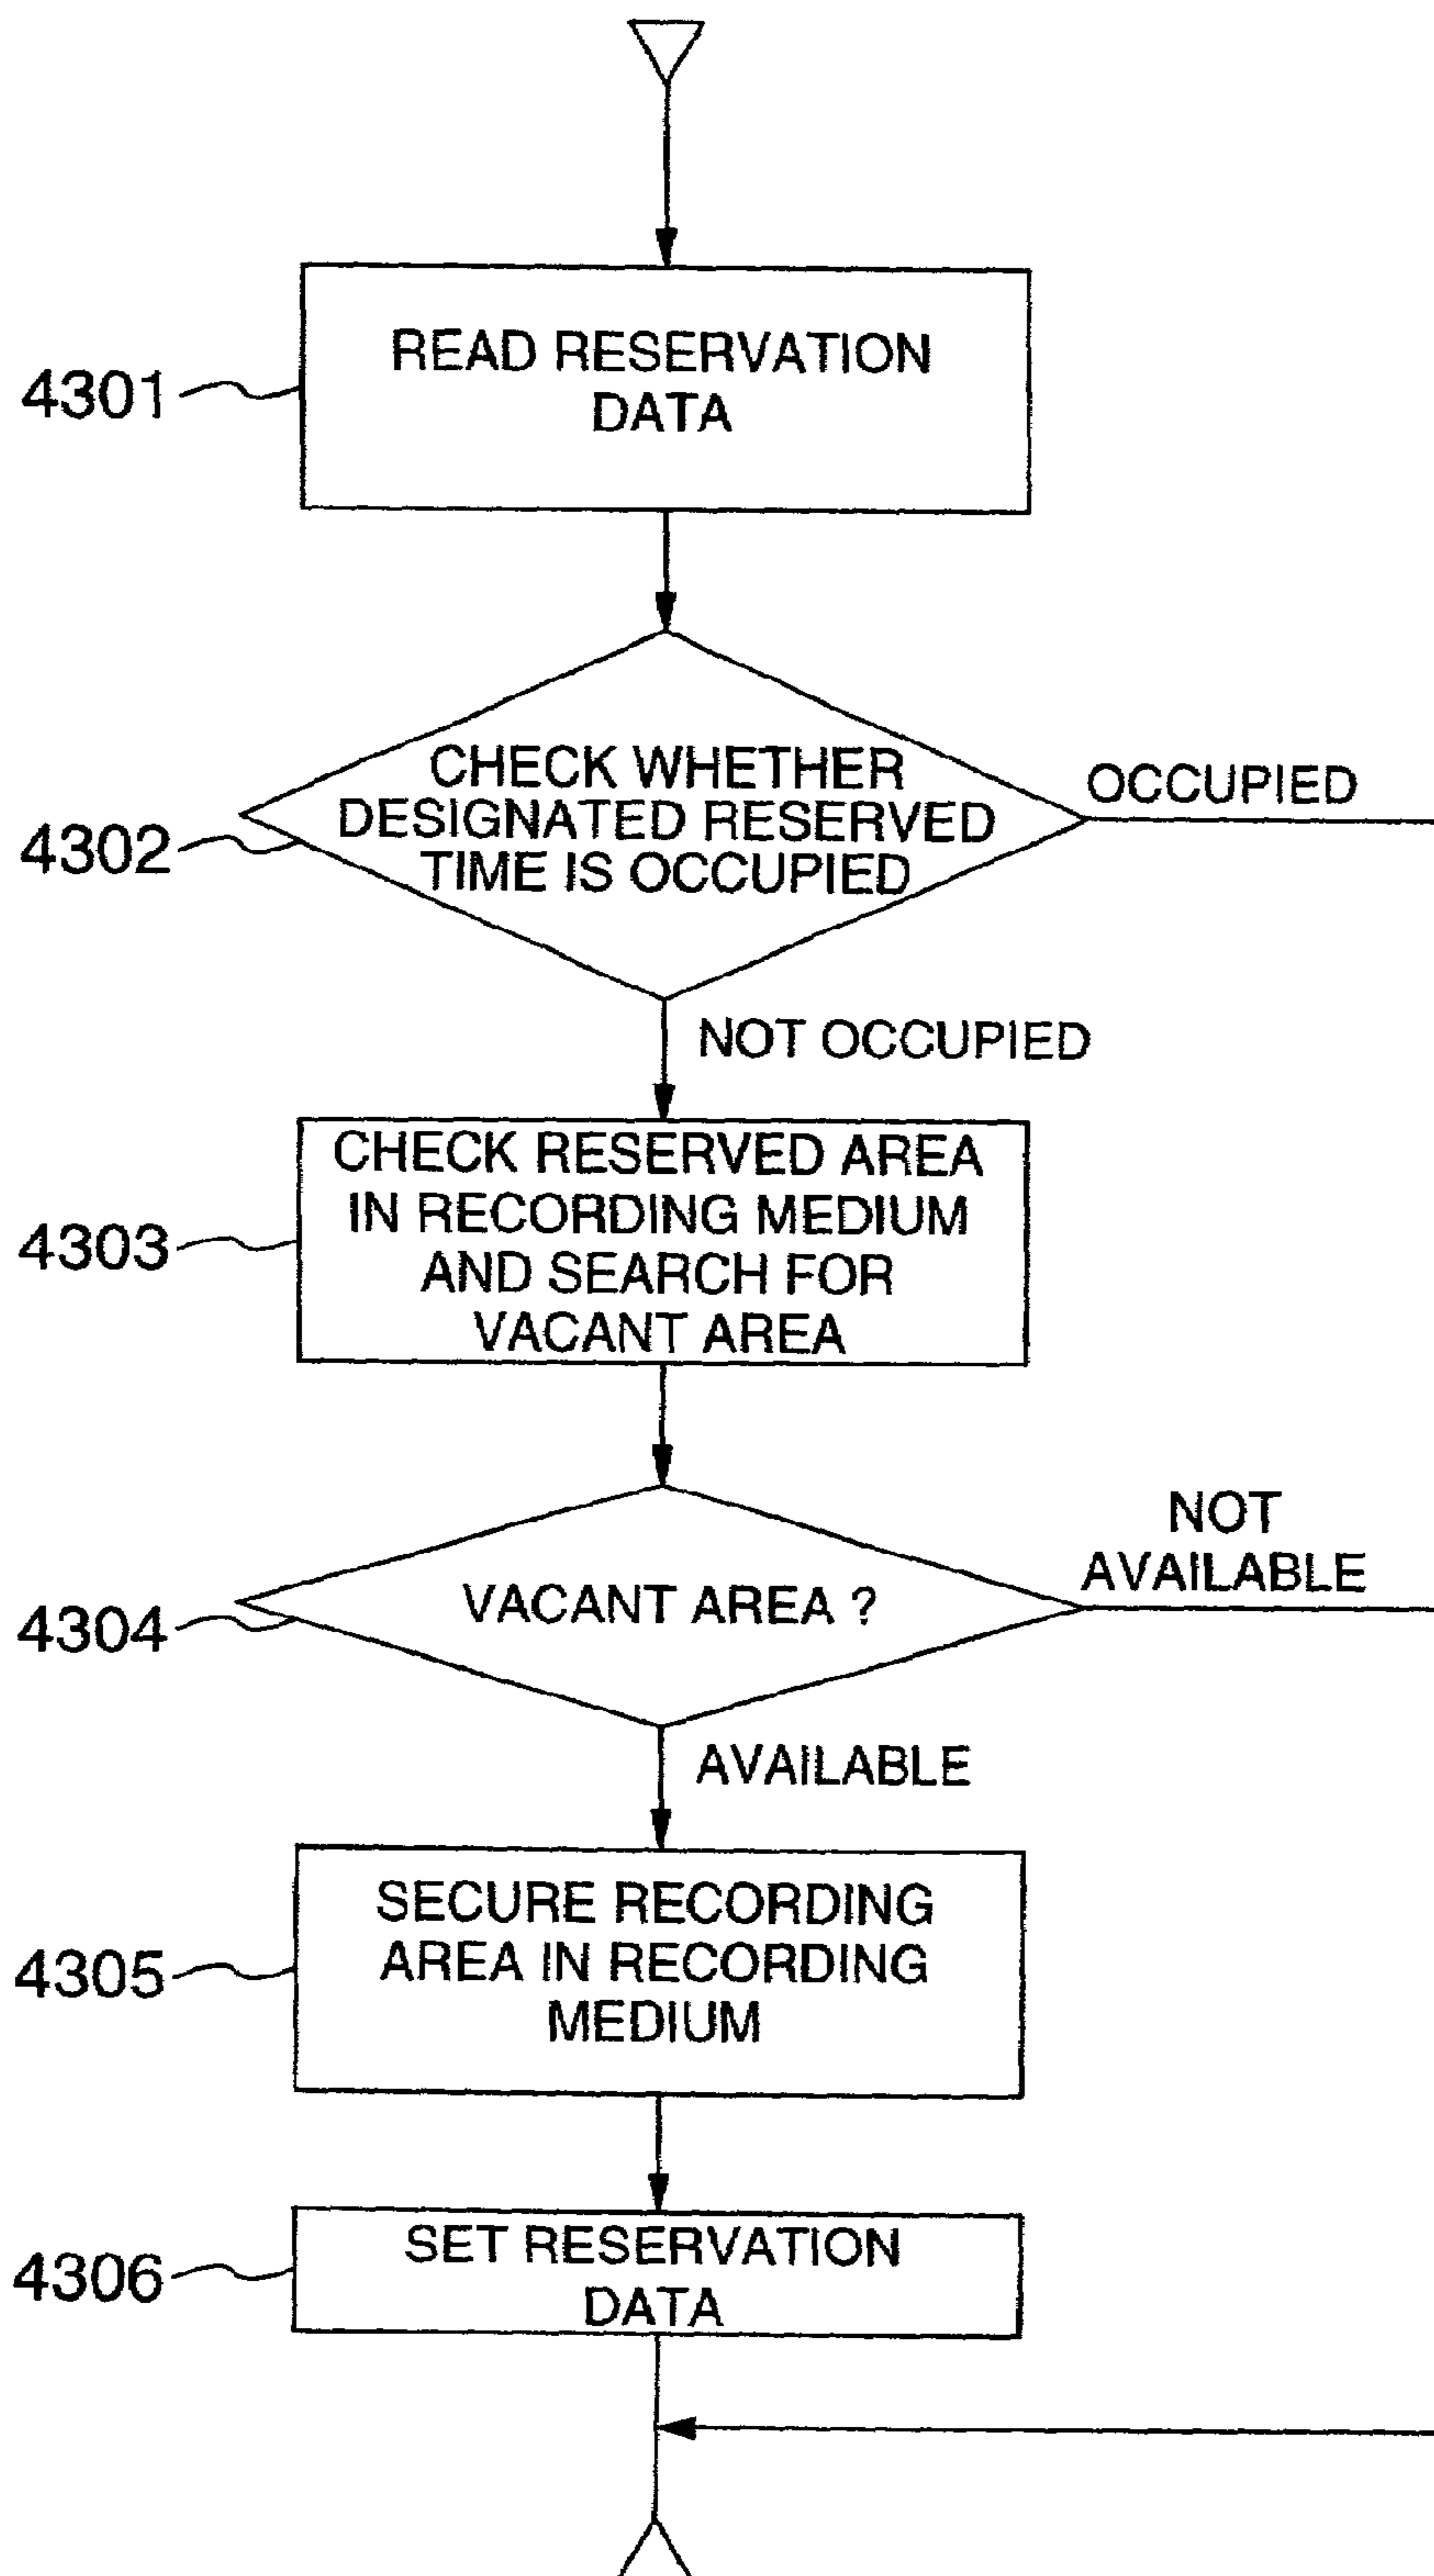 4301
READ RESERVATION
DATA
4302
CHECK WHETHER
DESIGNATED RESERVED
TIME IS OCCUPIED
OCCUPIED
NOT OCCUPIED
4303
CHECK RESERVED AREA
IN RECORDING MEDIUM
AND SEARCH FOR
VACANT AREA
4304
VACANT AREA ?
NOT
AVAILABLE
AVAILABLE
4305
SECURE RECORDING
AREA IN RECORDING
MEDIUM
4306
SET RESERVATION
DATA